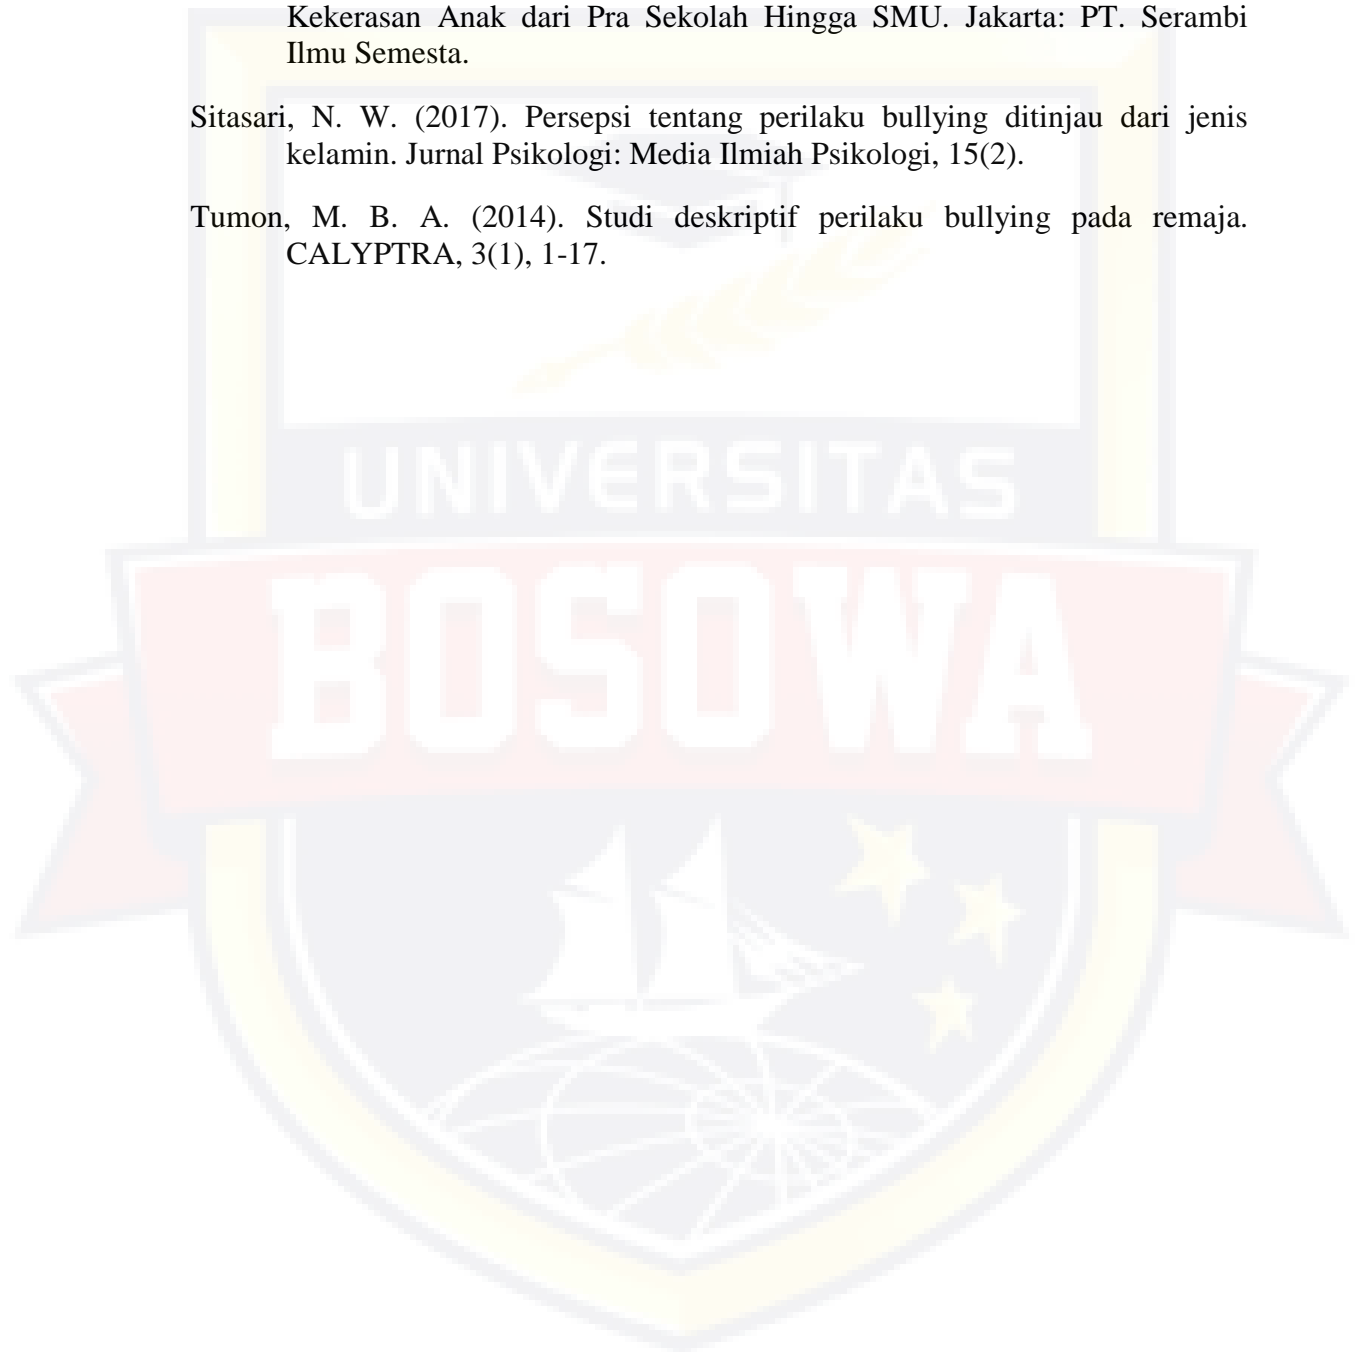 Kekerasan Anak dari Pra Sekolah Hingga SMU. Jakarta: PT. Serambi
Ilmu Semesta.
Sitasari, N. W. (2017). Persepsi tentang perilaku bullying ditinjau dari jenis
kelamin. Jurnal Psikologi: Media Ilmiah Psikologi, 15(2).
Tumon, M. B. A. (2014). Studi deskriptif perilaku bullying pada remaja.
CALYPTRA, 3(1), 1-17.
UNIVERSITAS
BOSOWA